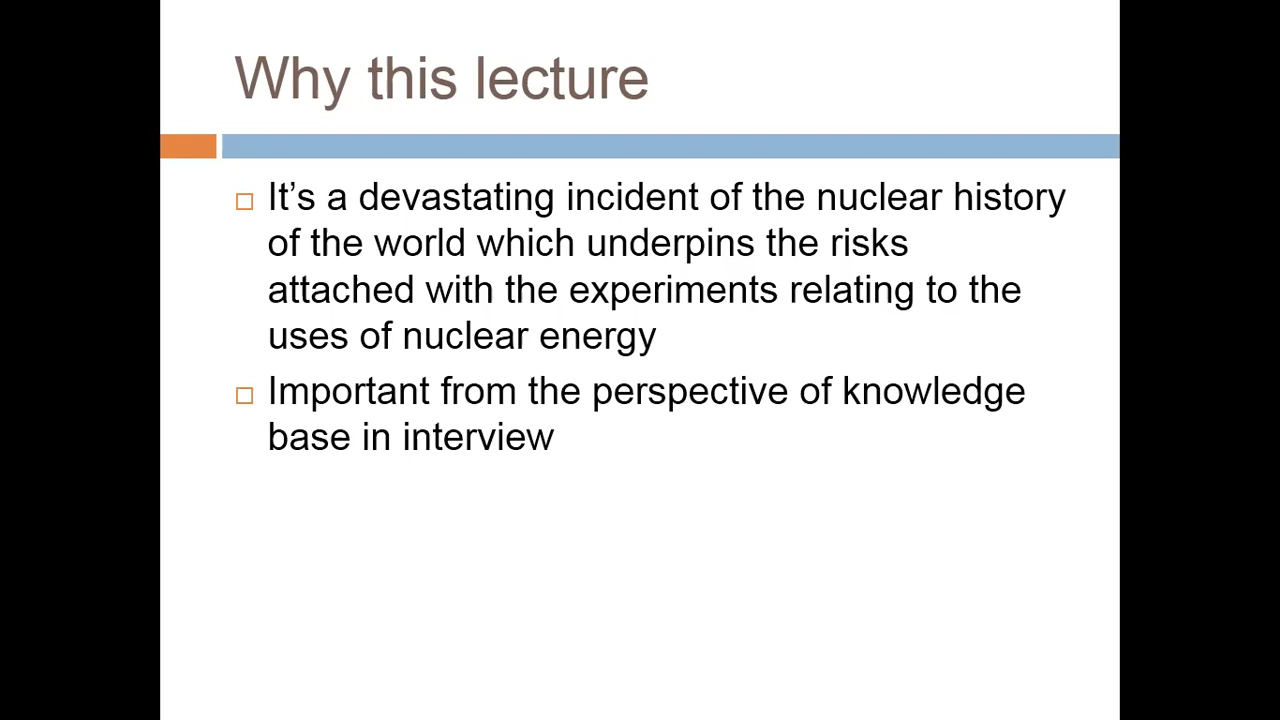 Why this lecture
It’s a devastating incident of the nuclear history
of the world which underpins the risks
attached with the experiments relating to the
uses of nuclear energy
Important from the perspective of knowledge
base in interview